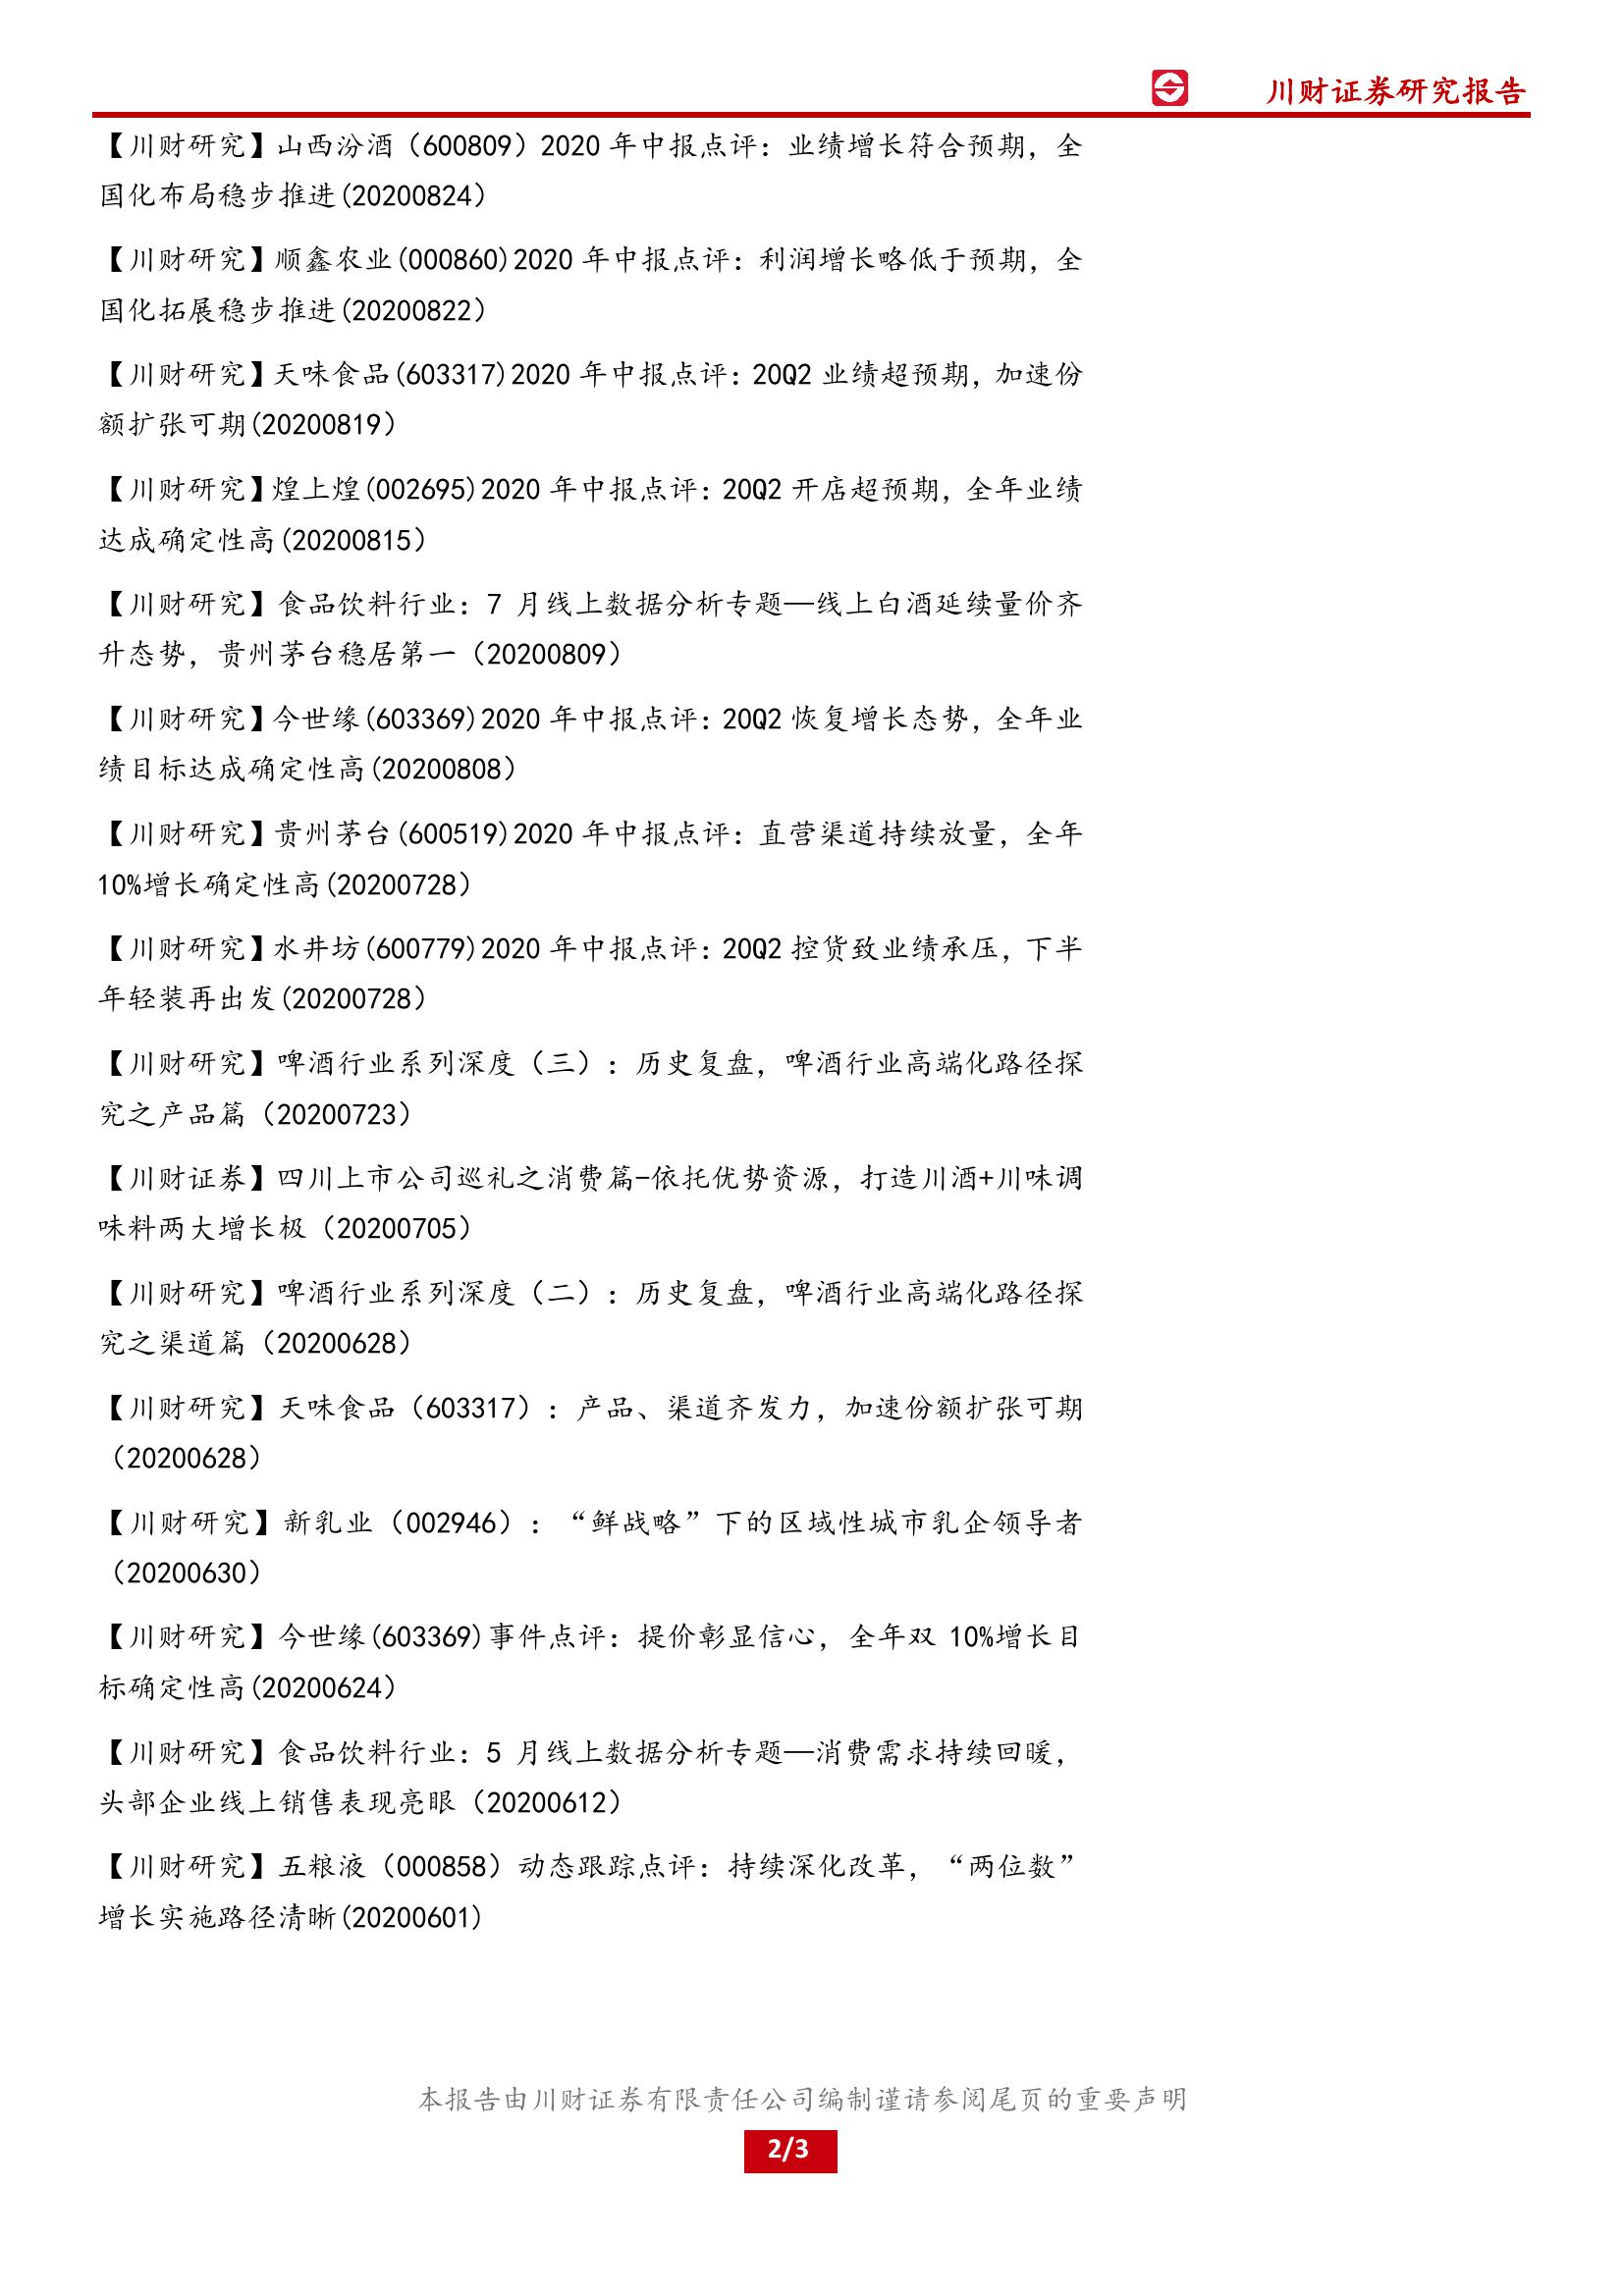 川财证券研究报告
【川财研究】山西汾酒（600809）2020 年中报点评：业绩增长符合预期，全
国化布局稳步推进(20200824）
【川财研究】顺鑫农业(000860)2020 年中报点评：利润增长略低于预期，全
国化拓展稳步推进(20200822）
【川财研究】天味食品(603317)2020 年中报点评：20Q2 业绩超预期，加速份
额扩张可期(20200819）
【川财研究】煌上煌(002695)2020 年中报点评：20Q2 开店超预期，全年业绩
达成确定性高(20200815）
【川财研究】食品饮料行业：7 月线上数据分析专题—线上白酒延续量价齐
升态势，贵州茅台稳居第一（20200809）
【川财研究】今世缘(603369)2020 年中报点评：20Q2 恢复增长态势，全年业
绩目标达成确定性高(20200808）
【川财研究】贵州茅台(600519)2020 年中报点评：直营渠道持续放量，全年
10%增长确定性高(20200728）
【川财研究】水井坊(600779)2020 年中报点评：20Q2 控货致业绩承压，下半
年轻装再出发(20200728）
【川财研究】啤酒行业系列深度（三）：历史复盘，啤酒行业高端化路径探
究之产品篇（20200723）
【川财证券】四川上市公司巡礼之消费篇-依托优势资源，打造川酒+川味调
味料两大增长极（20200705）
【川财研究】啤酒行业系列深度（二）：历史复盘，啤酒行业高端化路径探
究之渠道篇（20200628）
【川财研究】天味食品（603317）：产品、渠道齐发力，加速份额扩张可期
（20200628）
【川财研究】新乳业（002946）：“鲜战略”下的区域性城市乳企领导者
（20200630）
【川财研究】今世缘(603369)事件点评：提价彰显信心，全年双 10%增长目
标确定性高(20200624）
【川财研究】食品饮料行业：5 月线上数据分析专题—消费需求持续回暖，
头部企业线上销售表现亮眼（20200612）
【川财研究】五粮液（000858）动态跟踪点评：持续深化改革，“两位数”
增长实施路径清晰(20200601)
本报告由川财证券有限责任公司编制谨请参阅尾页的重要声明
2/3